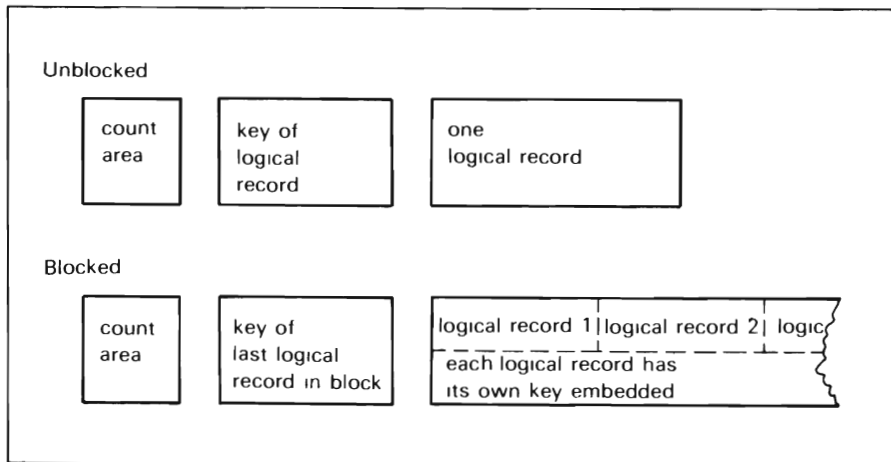 Unblocked
count
area
key of
logical
record
one
logical record
Blocked
count
area
key of
last logical
record in block
logical record 1
logical record 2
logic
each logical record has
its own key embedded